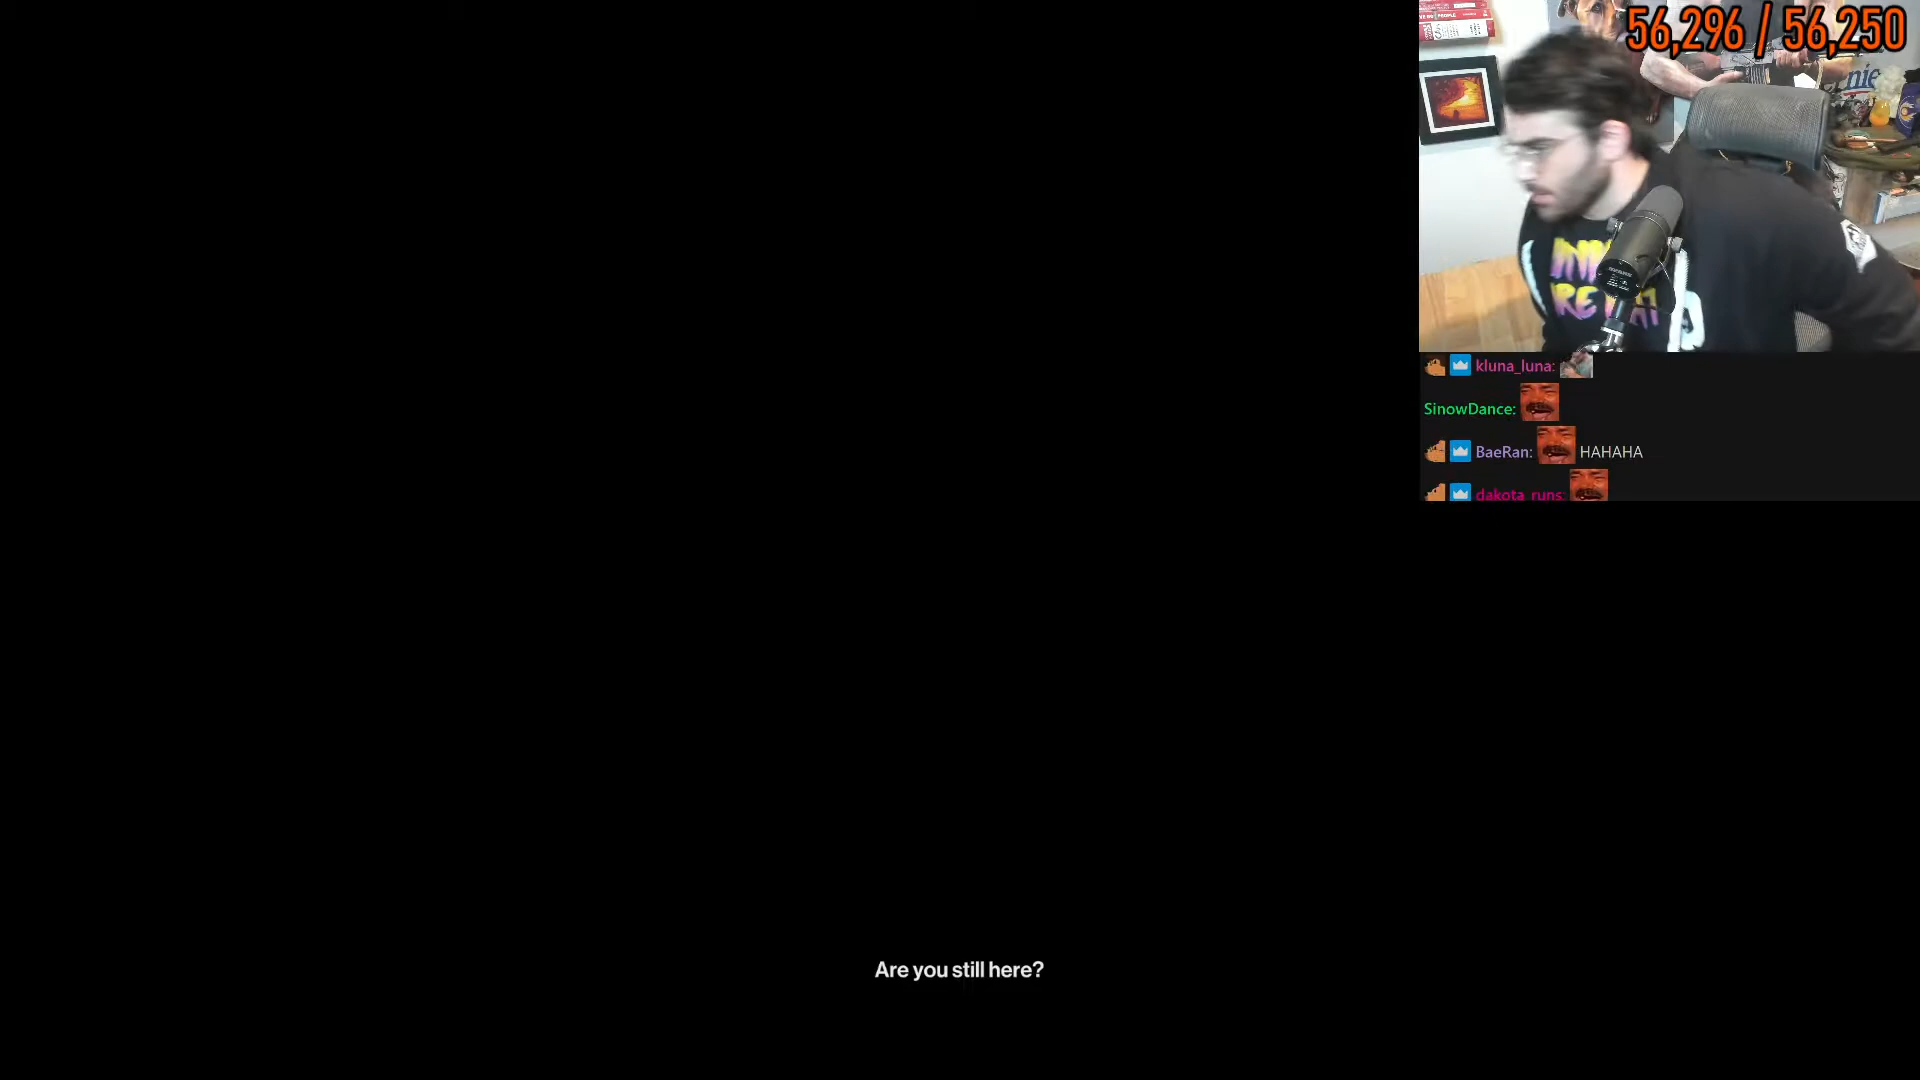 56,296 / 56,250
kluna_luna:
SinowDance:
BaeRan: HAHAHA
dakota_runs:
Are you still here?